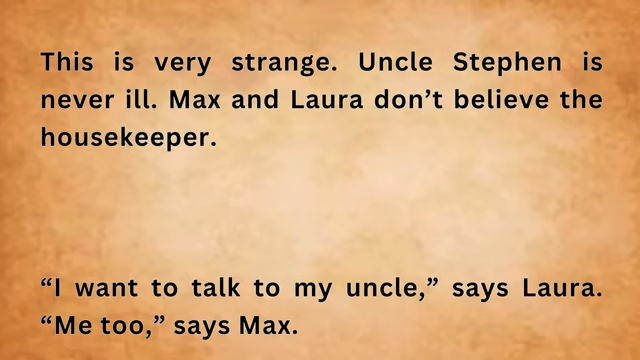 This is very strange. Uncle Stephen is
never ill. Max and Laura don’t believe the
housekeeper.
“I want to talk to my uncle,” says Laura.
“Me too,” says Max.